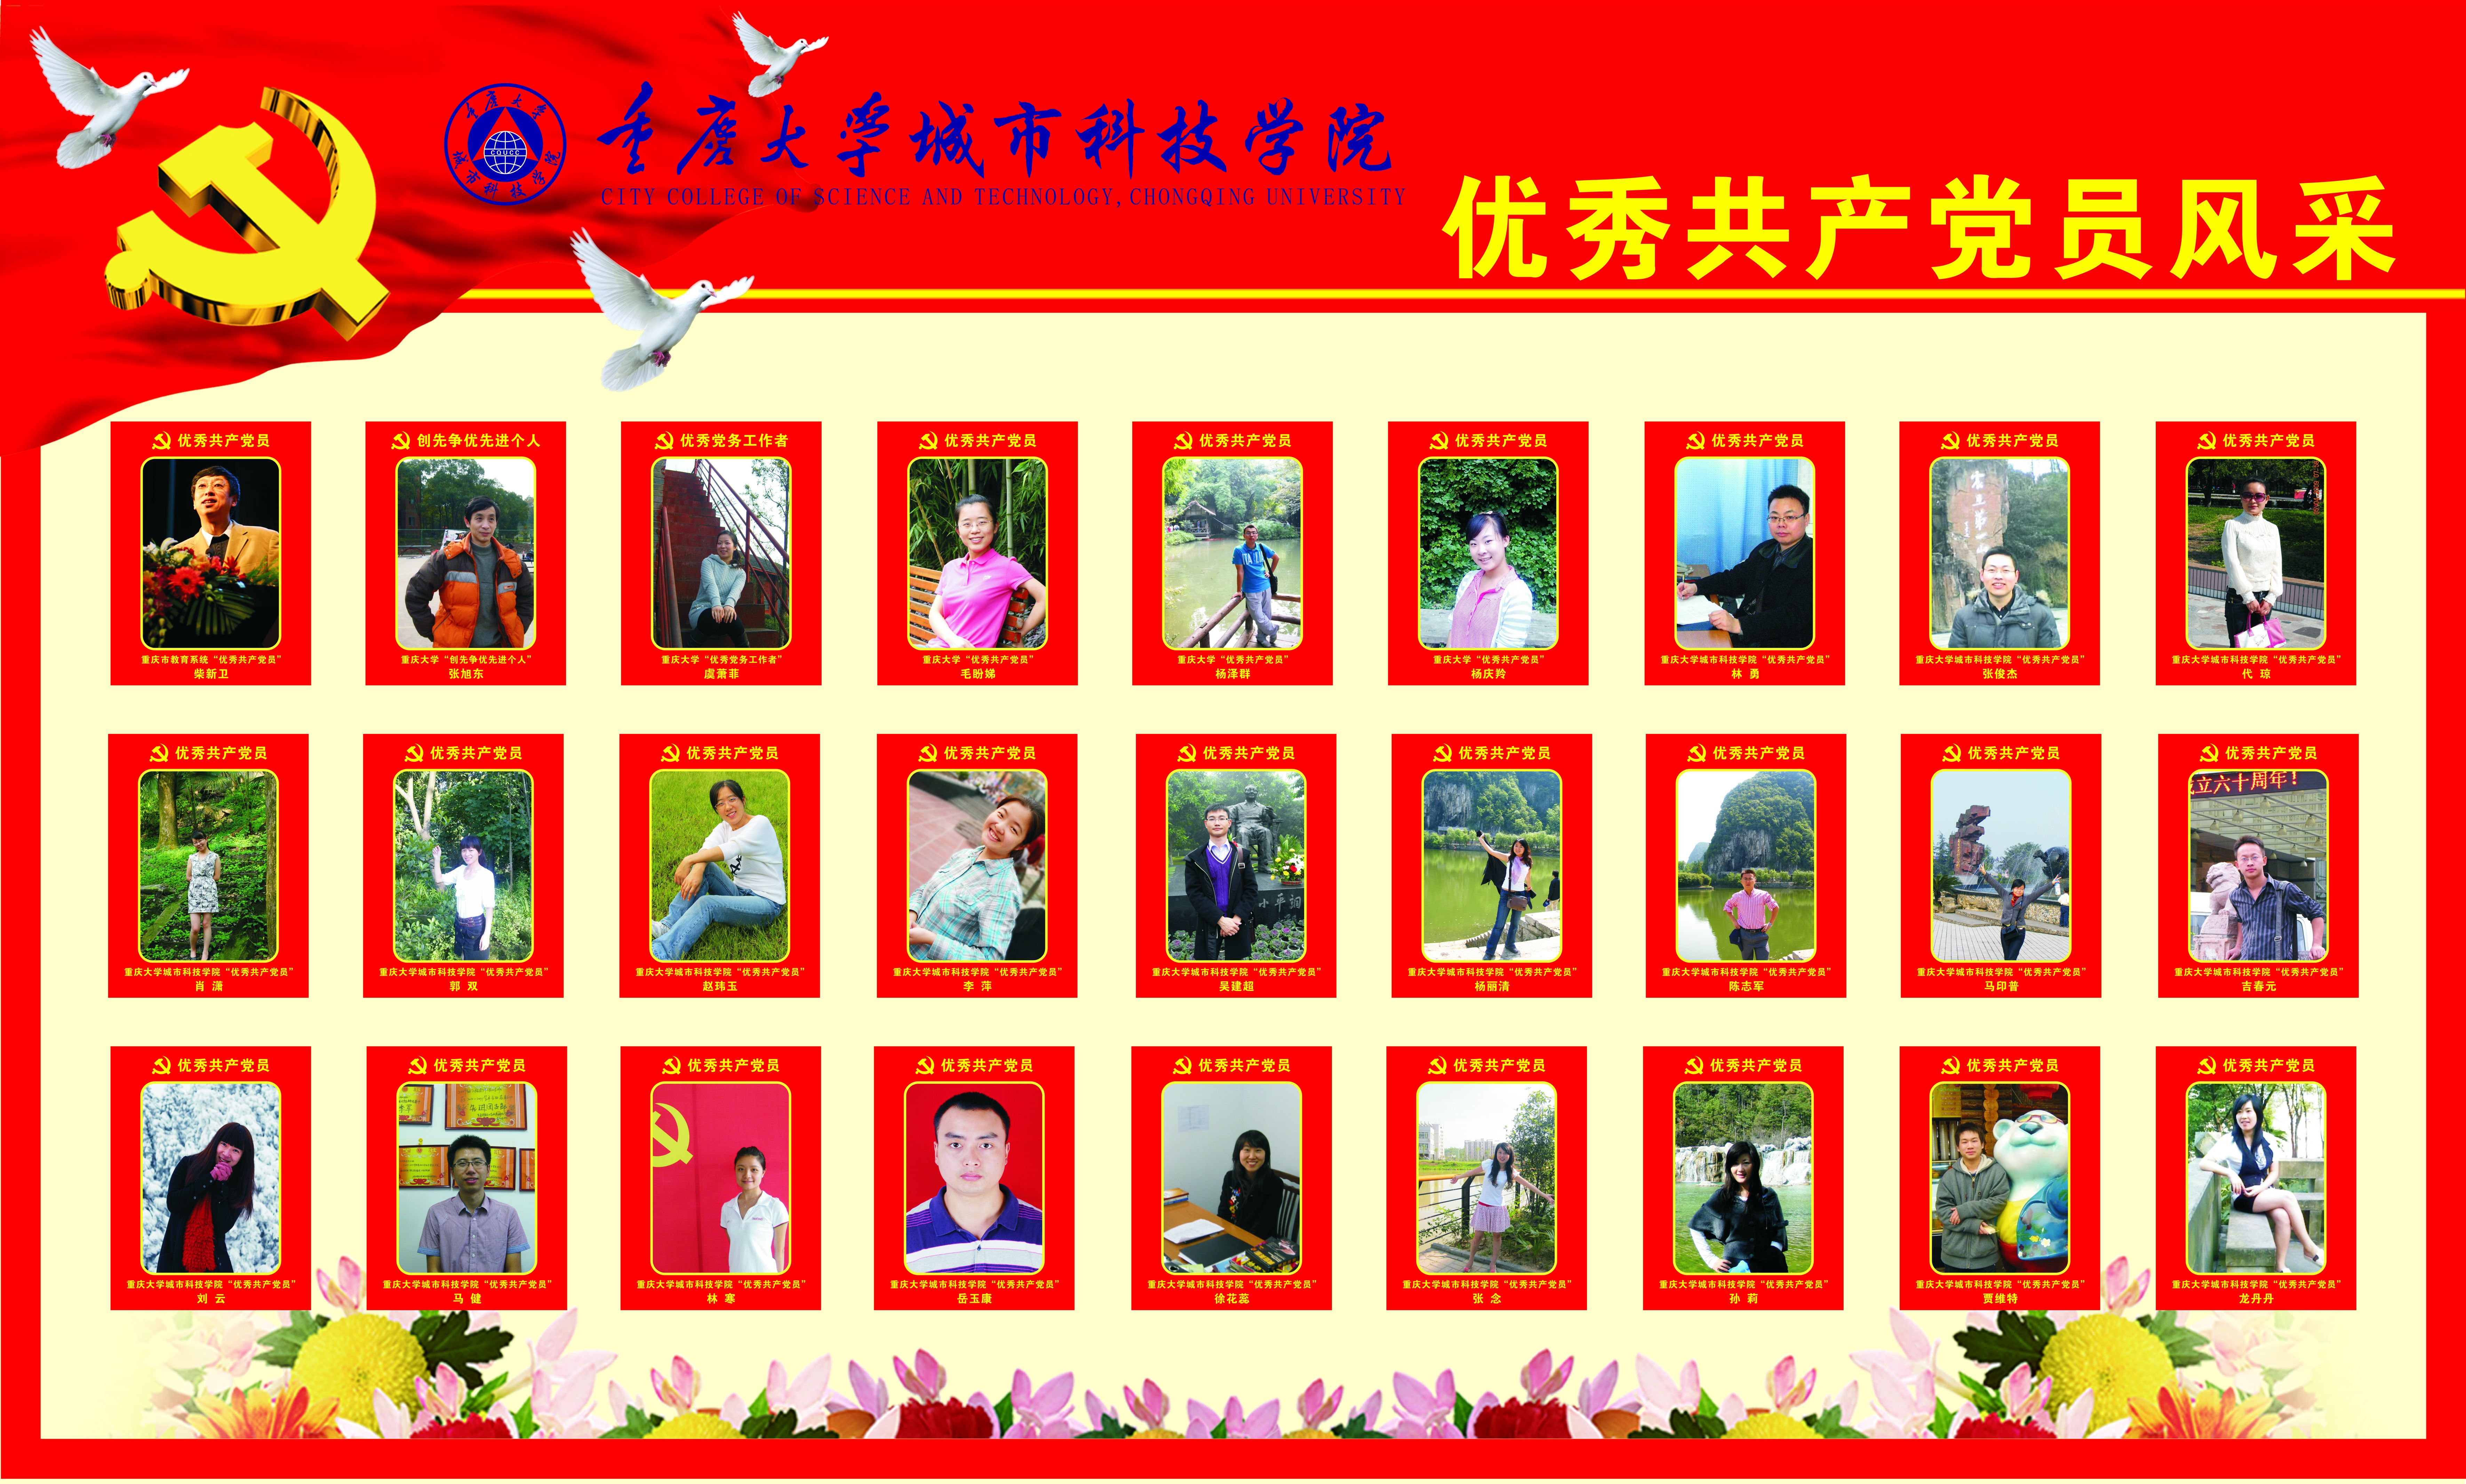 重庆大学城市科技学院
CQUCC
重庆大学城市科技学院
CITY COLLEGE OF SCIENCE AND TECHNOLOGY, CHONGQING UNIVERSITY
优秀共产党员风采
优秀共产党员
重庆市教育系统“优秀共产党员”
柴新卫
创先争优先进个人
重庆大学“创先争优先进个人”
张旭东
优秀党务工作者
重庆大学“优秀党务工作者”
虞萧菲
优秀共产党员
重庆大学“优秀共产党员”
毛盼娣
优秀共产党员
重庆大学“优秀共产党员”
杨泽群
优秀共产党员
重庆大学“优秀共产党员”
杨庆羚
优秀共产党员
重庆大学城市科技学院“优秀共产党员”
林 勇
优秀共产党员
重庆大学城市科技学院“优秀共产党员”
张俊杰
优秀共产党员
重庆大学城市科技学院“优秀共产党员”
代 琼
优秀共产党员
重庆大学城市科技学院“优秀共产党员”
肖 潇
优秀共产党员
重庆大学城市科技学院“优秀共产党员”
郭 双
优秀共产党员
重庆大学城市科技学院“优秀共产党员”
赵玮玉
优秀共产党员
重庆大学城市科技学院“优秀共产党员”
李 萍
优秀共产党员
重庆大学城市科技学院“优秀共产党员”
吴建超
优秀共产党员
重庆大学城市科技学院“优秀共产党员”
杨丽清
优秀共产党员
重庆大学城市科技学院“优秀共产党员”
陈志军
优秀共产党员
重庆大学城市科技学院“优秀共产党员”
马印普
优秀共产党员
立六十周年！
重庆大学城市科技学院“优秀共产党员”
吉春元
优秀共产党员
重庆大学城市科技学院“优秀共产党员”
刘 云
优秀共产党员
重庆大学城市科技学院“优秀共产党员”
马 健
优秀共产党员
重庆大学城市科技学院“优秀共产党员”
林 寒
优秀共产党员
重庆大学城市科技学院“优秀共产党员”
岳玉康
优秀共产党员
重庆大学城市科技学院“优秀共产党员”
徐花蕊
优秀共产党员
重庆大学城市科技学院“优秀共产党员”
张 念
优秀共产党员
重庆大学城市科技学院“优秀共产党员”
孙 莉
优秀共产党员
重庆大学城市科技学院“优秀共产党员”
贾维特
优秀共产党员
重庆大学城市科技学院“优秀共产党员”
龙丹丹